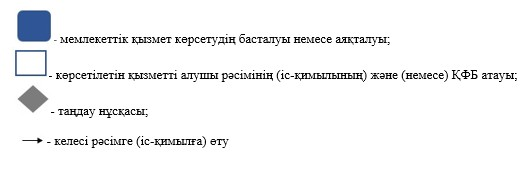 - мемлекеттік қызмет көрсетудің басталуы немесе аяқталуы;
- көрсетілетін қызметті алушы рәсімінің (іс-қимылының) және (немесе) ҚФБ атауы;
- таңдау нұсқасы;
- келесі рәсімге (іс-қимылға) өту